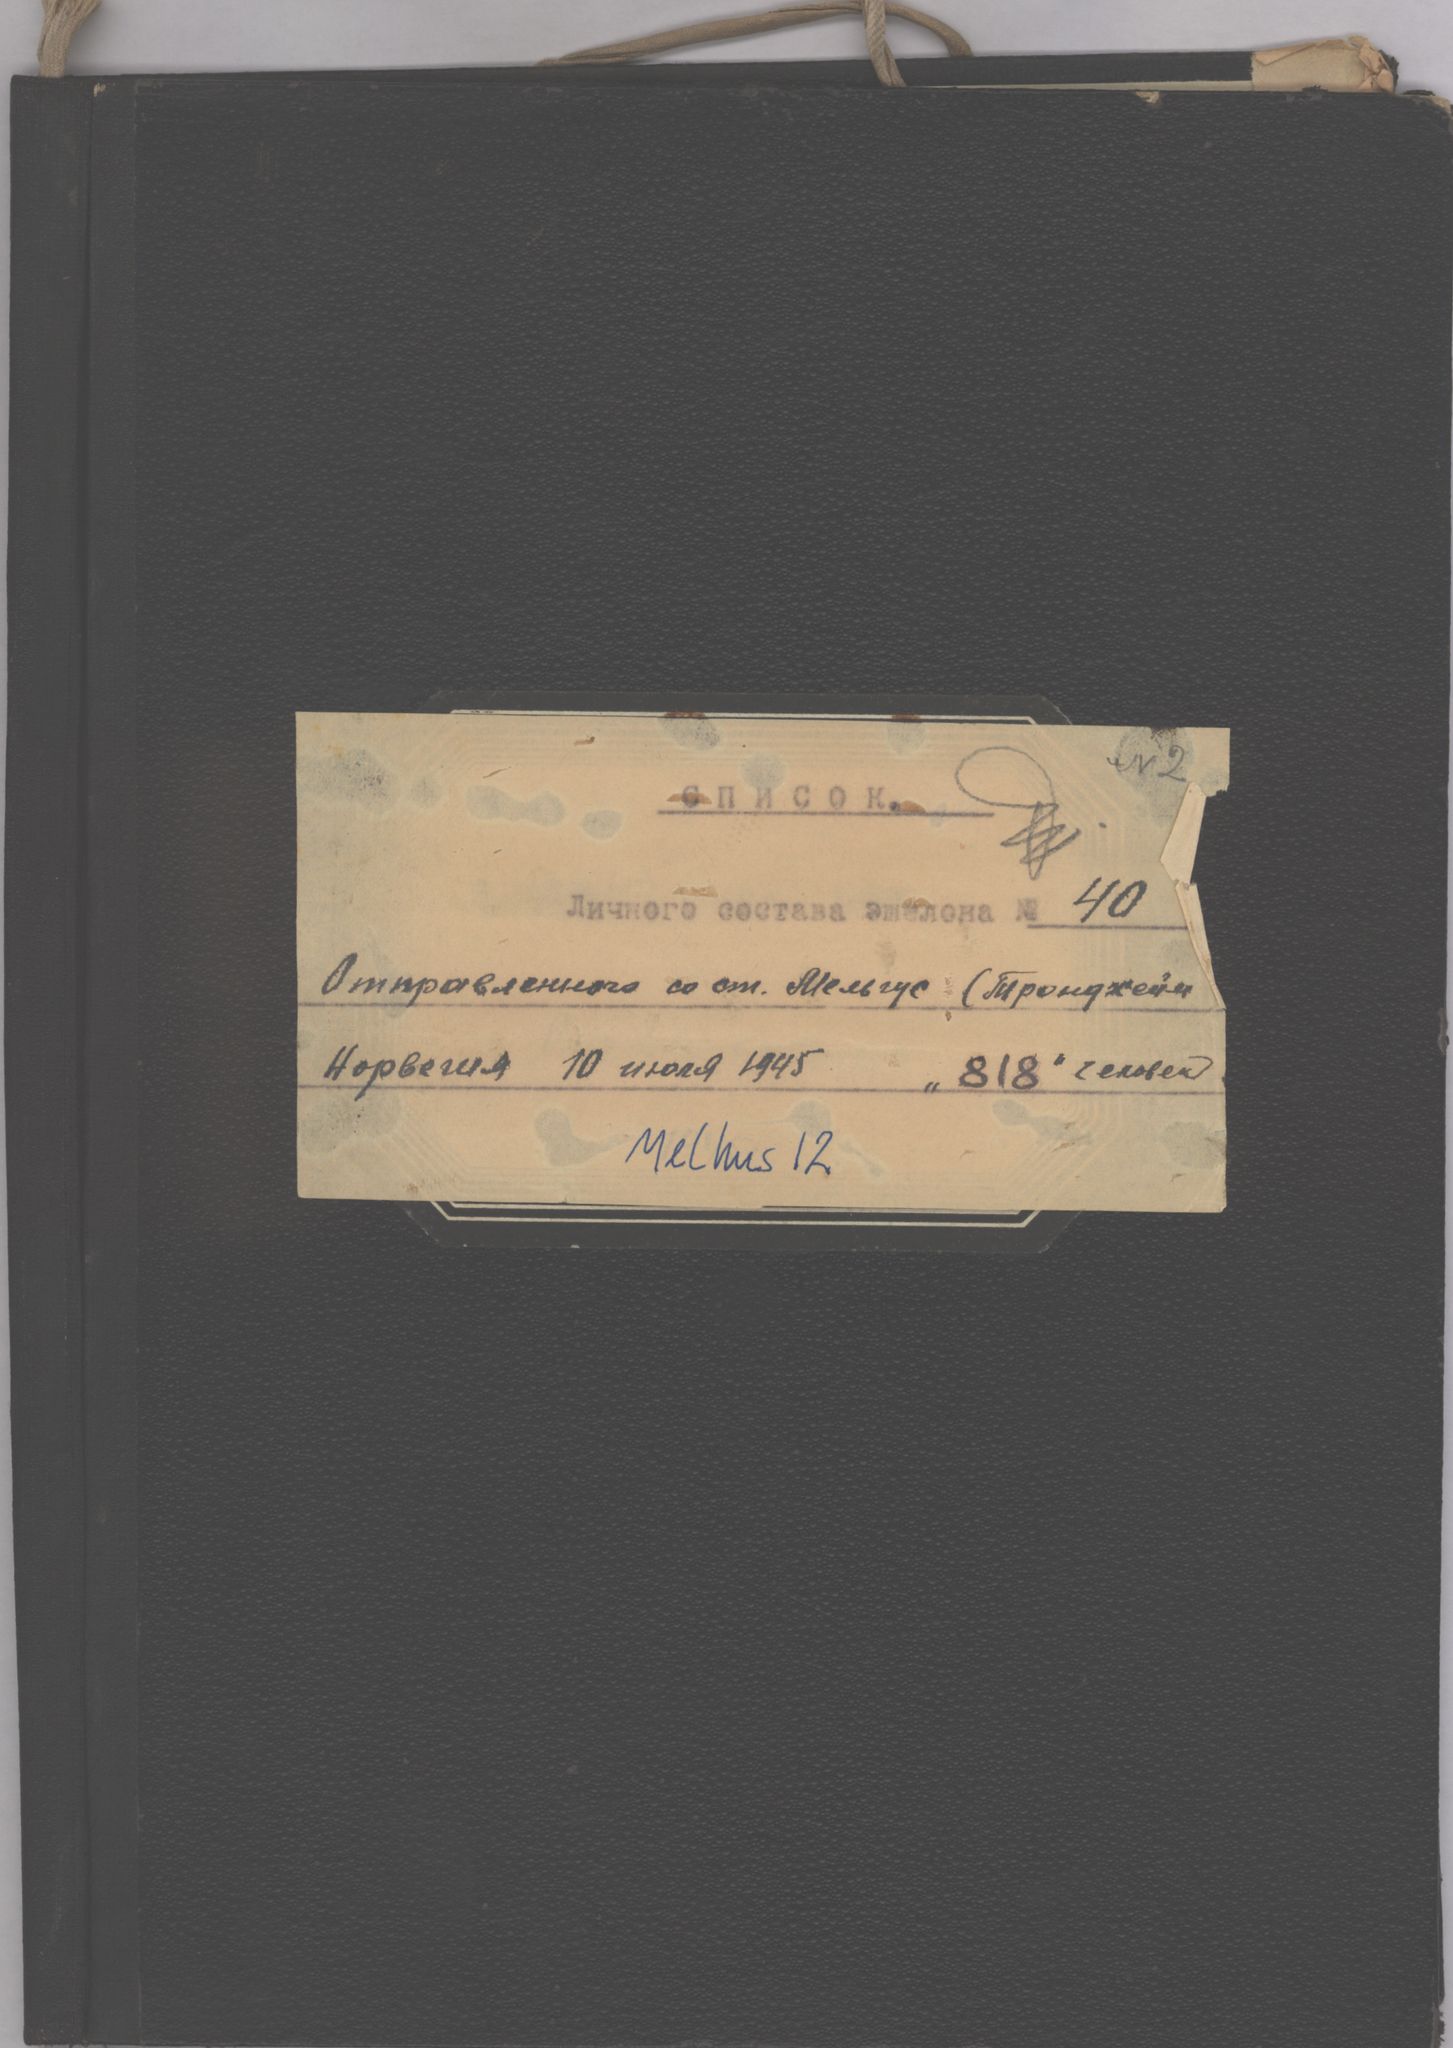 №2
СПИСОК.
Личного состава эшелона № 40
Отправленного со ст. Мельгус (Тронджейм
Норвегия 10 июля 1945 „818" человек
Melhus 12